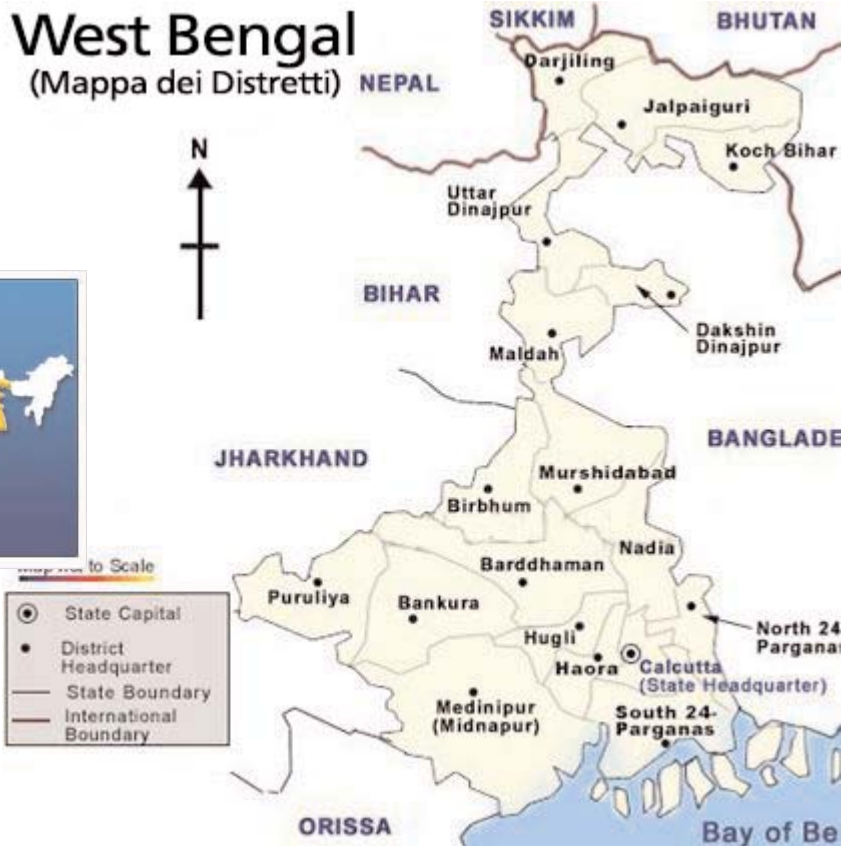 West Bengal
(Mappa dei Distretti)
SIKKIM
BHUTAN
NEPAL
Darjiling
Jalpaiguri
Koch Bihar
N
Uttar
Dinajpur
BIHAR
Dakshin
Dinajpur
Maldah
BANGLADE
JHARKHAND
Murshidabad
Birbhum
Nadia
Barddhaman
Puruliya
Bankura
Hugli
North 24
Parganas
Haora
Calcutta
(State Headquarter)
Medinipur
(Midnapur)
South 24-
Parganas
to Scale
State Capital
District
Headquarter
State Boundary
International
Boundary
ORISSA
Bay of Be